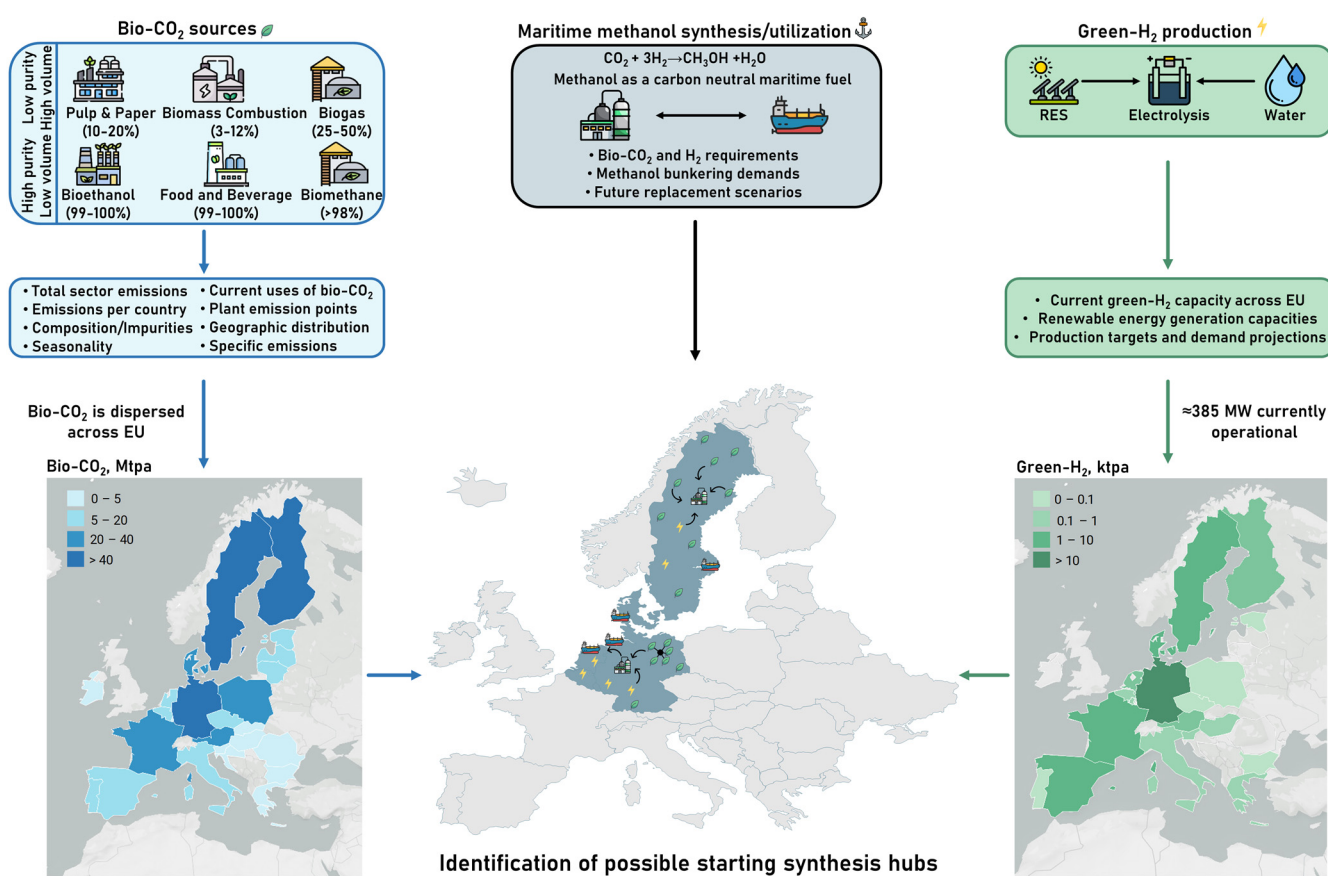 Bio-CO₂ sources
Low purity
High volume
Pulp & Paper
(10-20%)
Biomass Combustion
(3-12%)
Biogas
(25-50%)
High purity
Low volume
Bioethanol
(99-100%)
Food and Beverage
(99-100%)
Biomethane
(>98%)
• Total sector emissions
• Emissions per country
• Composition/Impurities
• Seasonality
• Current uses of bio-CO₂
• Plant emission points
• Geographic distribution
• Specific emissions
Bio-CO₂ is dispersed
across EU
Bio-CO₂, Mtpa
0 – 5
5 – 20
20 – 40
> 40
Maritime methanol synthesis/utilization
CO₂ + 3H₂→CH₃OH +H₂O
Methanol as a carbon neutral maritime fuel
• Bio-CO₂ and H₂ requirements
• Methanol bunkering demands
• Future replacement scenarios
Identification of possible starting synthesis hubs
Green-H₂ production
RES
Electrolysis
Water
• Current green-H₂ capacity across EU
• Renewable energy generation capacities
• Production targets and demand projections
≈385 MW currently
operational
Green-H₂, ktpa
0 – 0.1
0.1 – 1
1 – 10
> 10